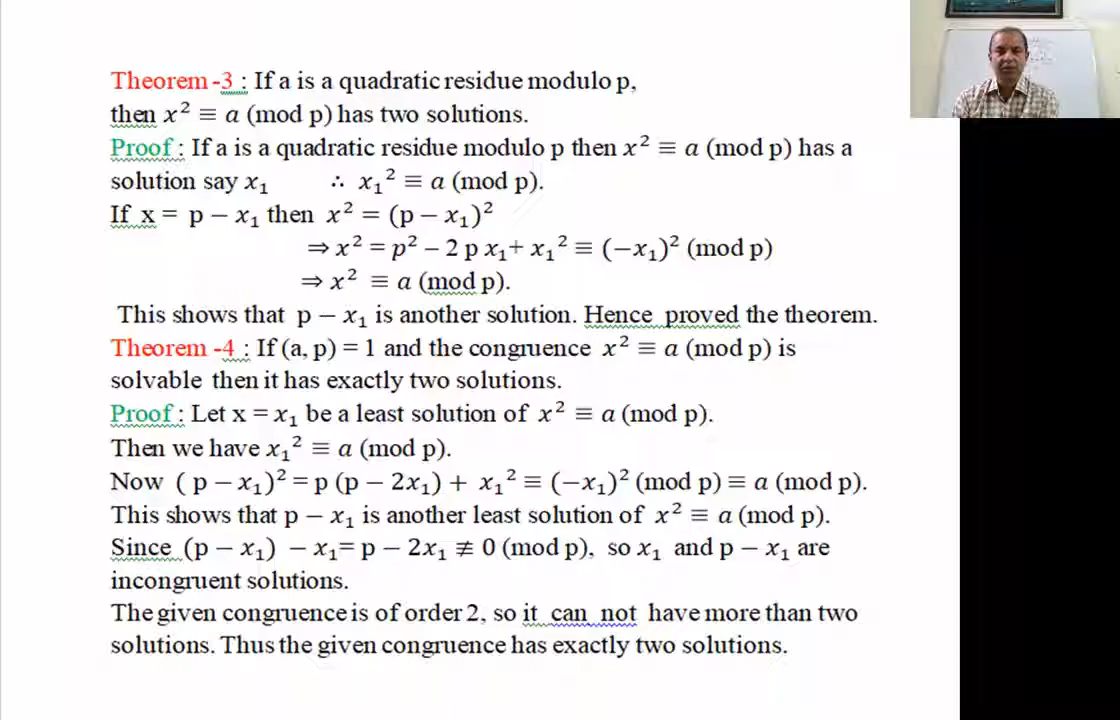 Theorem -3 : If a is a quadratic residue modulo p,
then x² ≡ a (mod p) has two solutions.
Proof : If a is a quadratic residue modulo p then x² ≡ a (mod p) has a
solution say x₁ ∴ x₁² ≡ a (mod p).
If x = p − x₁ then x² = (p − x₁)²
⇒ x² = p² − 2 p x₁+ x₁² ≡ (−x₁)² (mod p)
⇒ x² ≡ a (mod p).
This shows that p − x₁ is another solution. Hence proved the theorem.
Theorem -4 : If (a, p) = 1 and the congruence x² ≡ a (mod p) is
solvable then it has exactly two solutions.
Proof : Let x = x₁ be a least solution of x² ≡ a (mod p).
Then we have x₁² ≡ a (mod p).
Now ( p − x₁)² = p (p − 2x₁) + x₁² ≡ (−x₁)² (mod p) ≡ a (mod p).
This shows that p − x₁ is another least solution of x² ≡ a (mod p).
Since (p − x₁) − x₁= p − 2x₁ ≢ 0 (mod p), so x₁ and p − x₁ are
incongruent solutions.
The given congruence is of order 2, so it can not have more than two
solutions. Thus the given congruence has exactly two solutions.